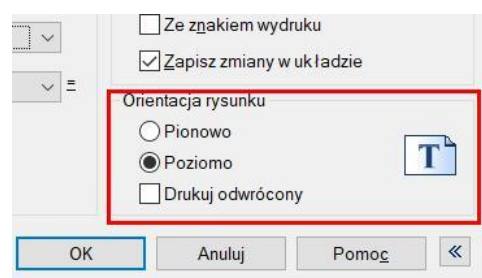 Ze znakiem wydruku
Zapisz zmiany w układzie
=
Orientacja rysunku
Pionowo
Poziomo
T
Drukuj odwrócony
OK
Anuluj
Pomoc
«